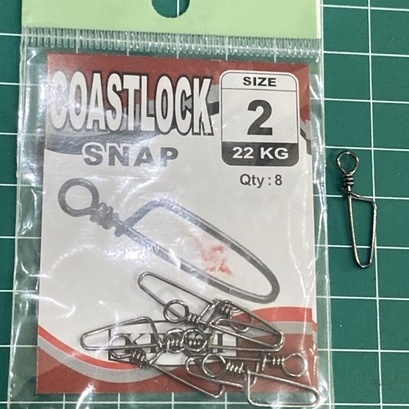 COASTLOCK
SNAP
SIZE
2
22 KG
Qty : 8